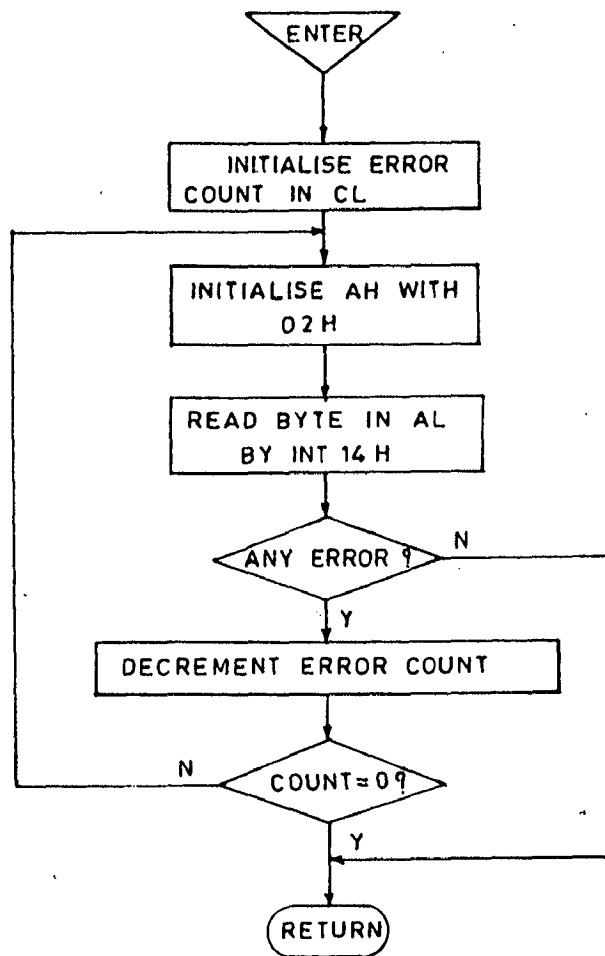 ENTER
INITIALISE ERROR
COUNT IN CL
INITIALISE AH WITH
02H
READ BYTE IN AL
BY INT 14H
ANY ERROR ?
N
Y
DECREMENT ERROR COUNT
N
COUNT=0?
Y
RETURN